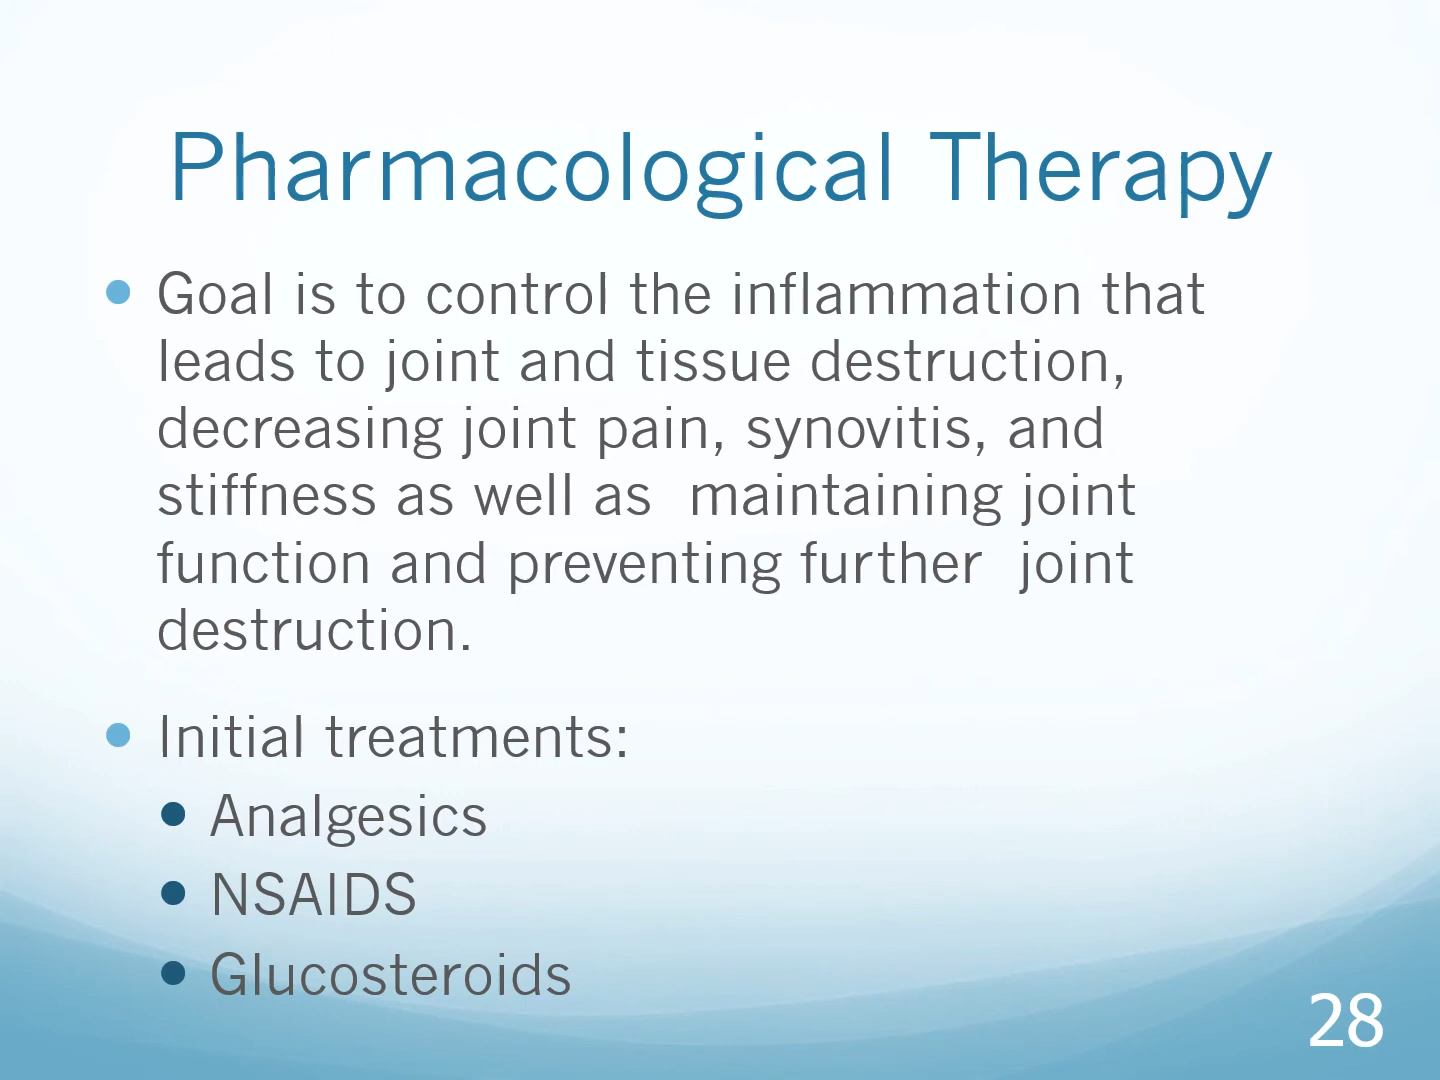 Pharmacological Therapy
Goal is to control the inflammation that
leads to joint and tissue destruction,
decreasing joint pain, synovitis, and
stiffness as well as  maintaining joint
function and preventing further  joint
destruction.
Initial treatments:
Analgesics
NSAIDS
Glucosteroids
28